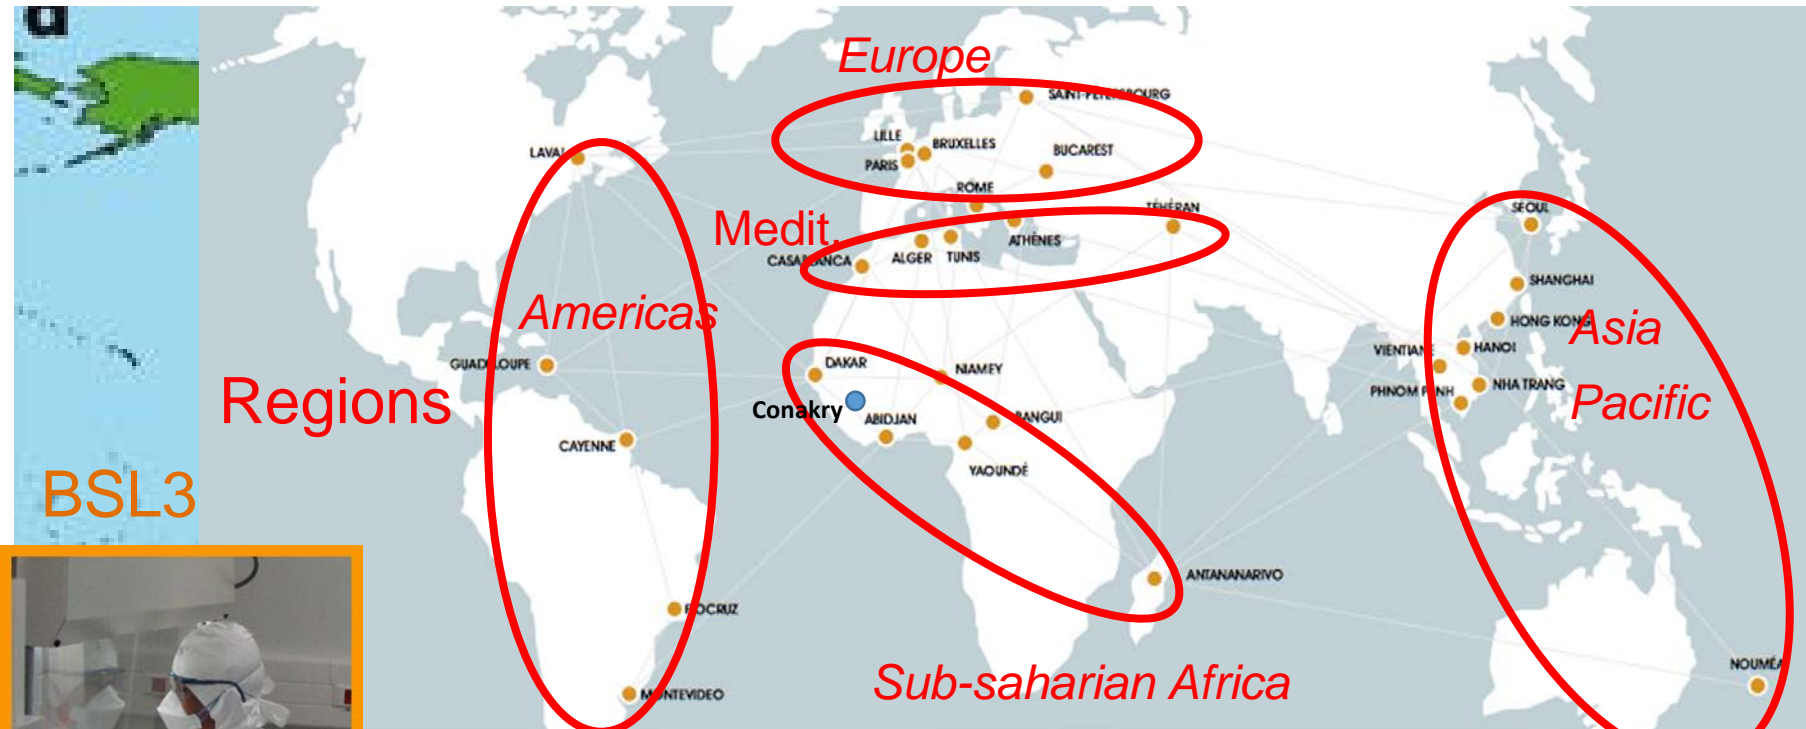 d
Europe
SAINT-PÉTERSBOURG
LILLE
BRUXELLES
LAVAL
PARIS
BUCAREST
ROME
TÉHÉRAN
SÉOUL
Medit.
ATHÈNES
CASABLANCA
ALGER
TUNIS
SHANGHAI
Americas
HONG KONG
Asia
VIENTIANE
HANOI
GUADELOUPE
DAKAR
NIAMEY
PHNOM PENH
NHA TRANG
Pacific
Regions
Conakry
ABIDJAN
BANGUI
CAYENNE
YAOUNDÉ
BSL3
ANTANANARIVO
FIOCRUZ
NOUMÉA
Sub-saharian Africa
MONTEVIDEO